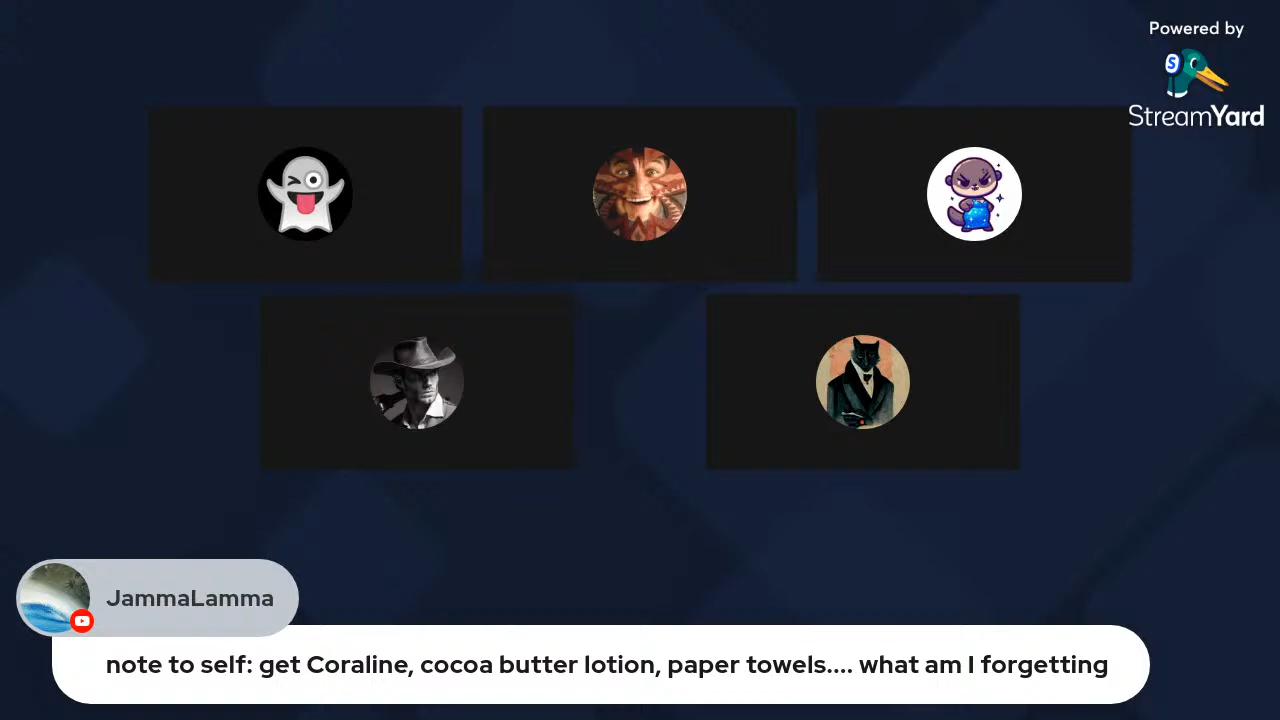 Powered by
StreamYard
JammaLamma
note to self: get Coraline, cocoa butter lotion, paper towels.... what am I forgetting